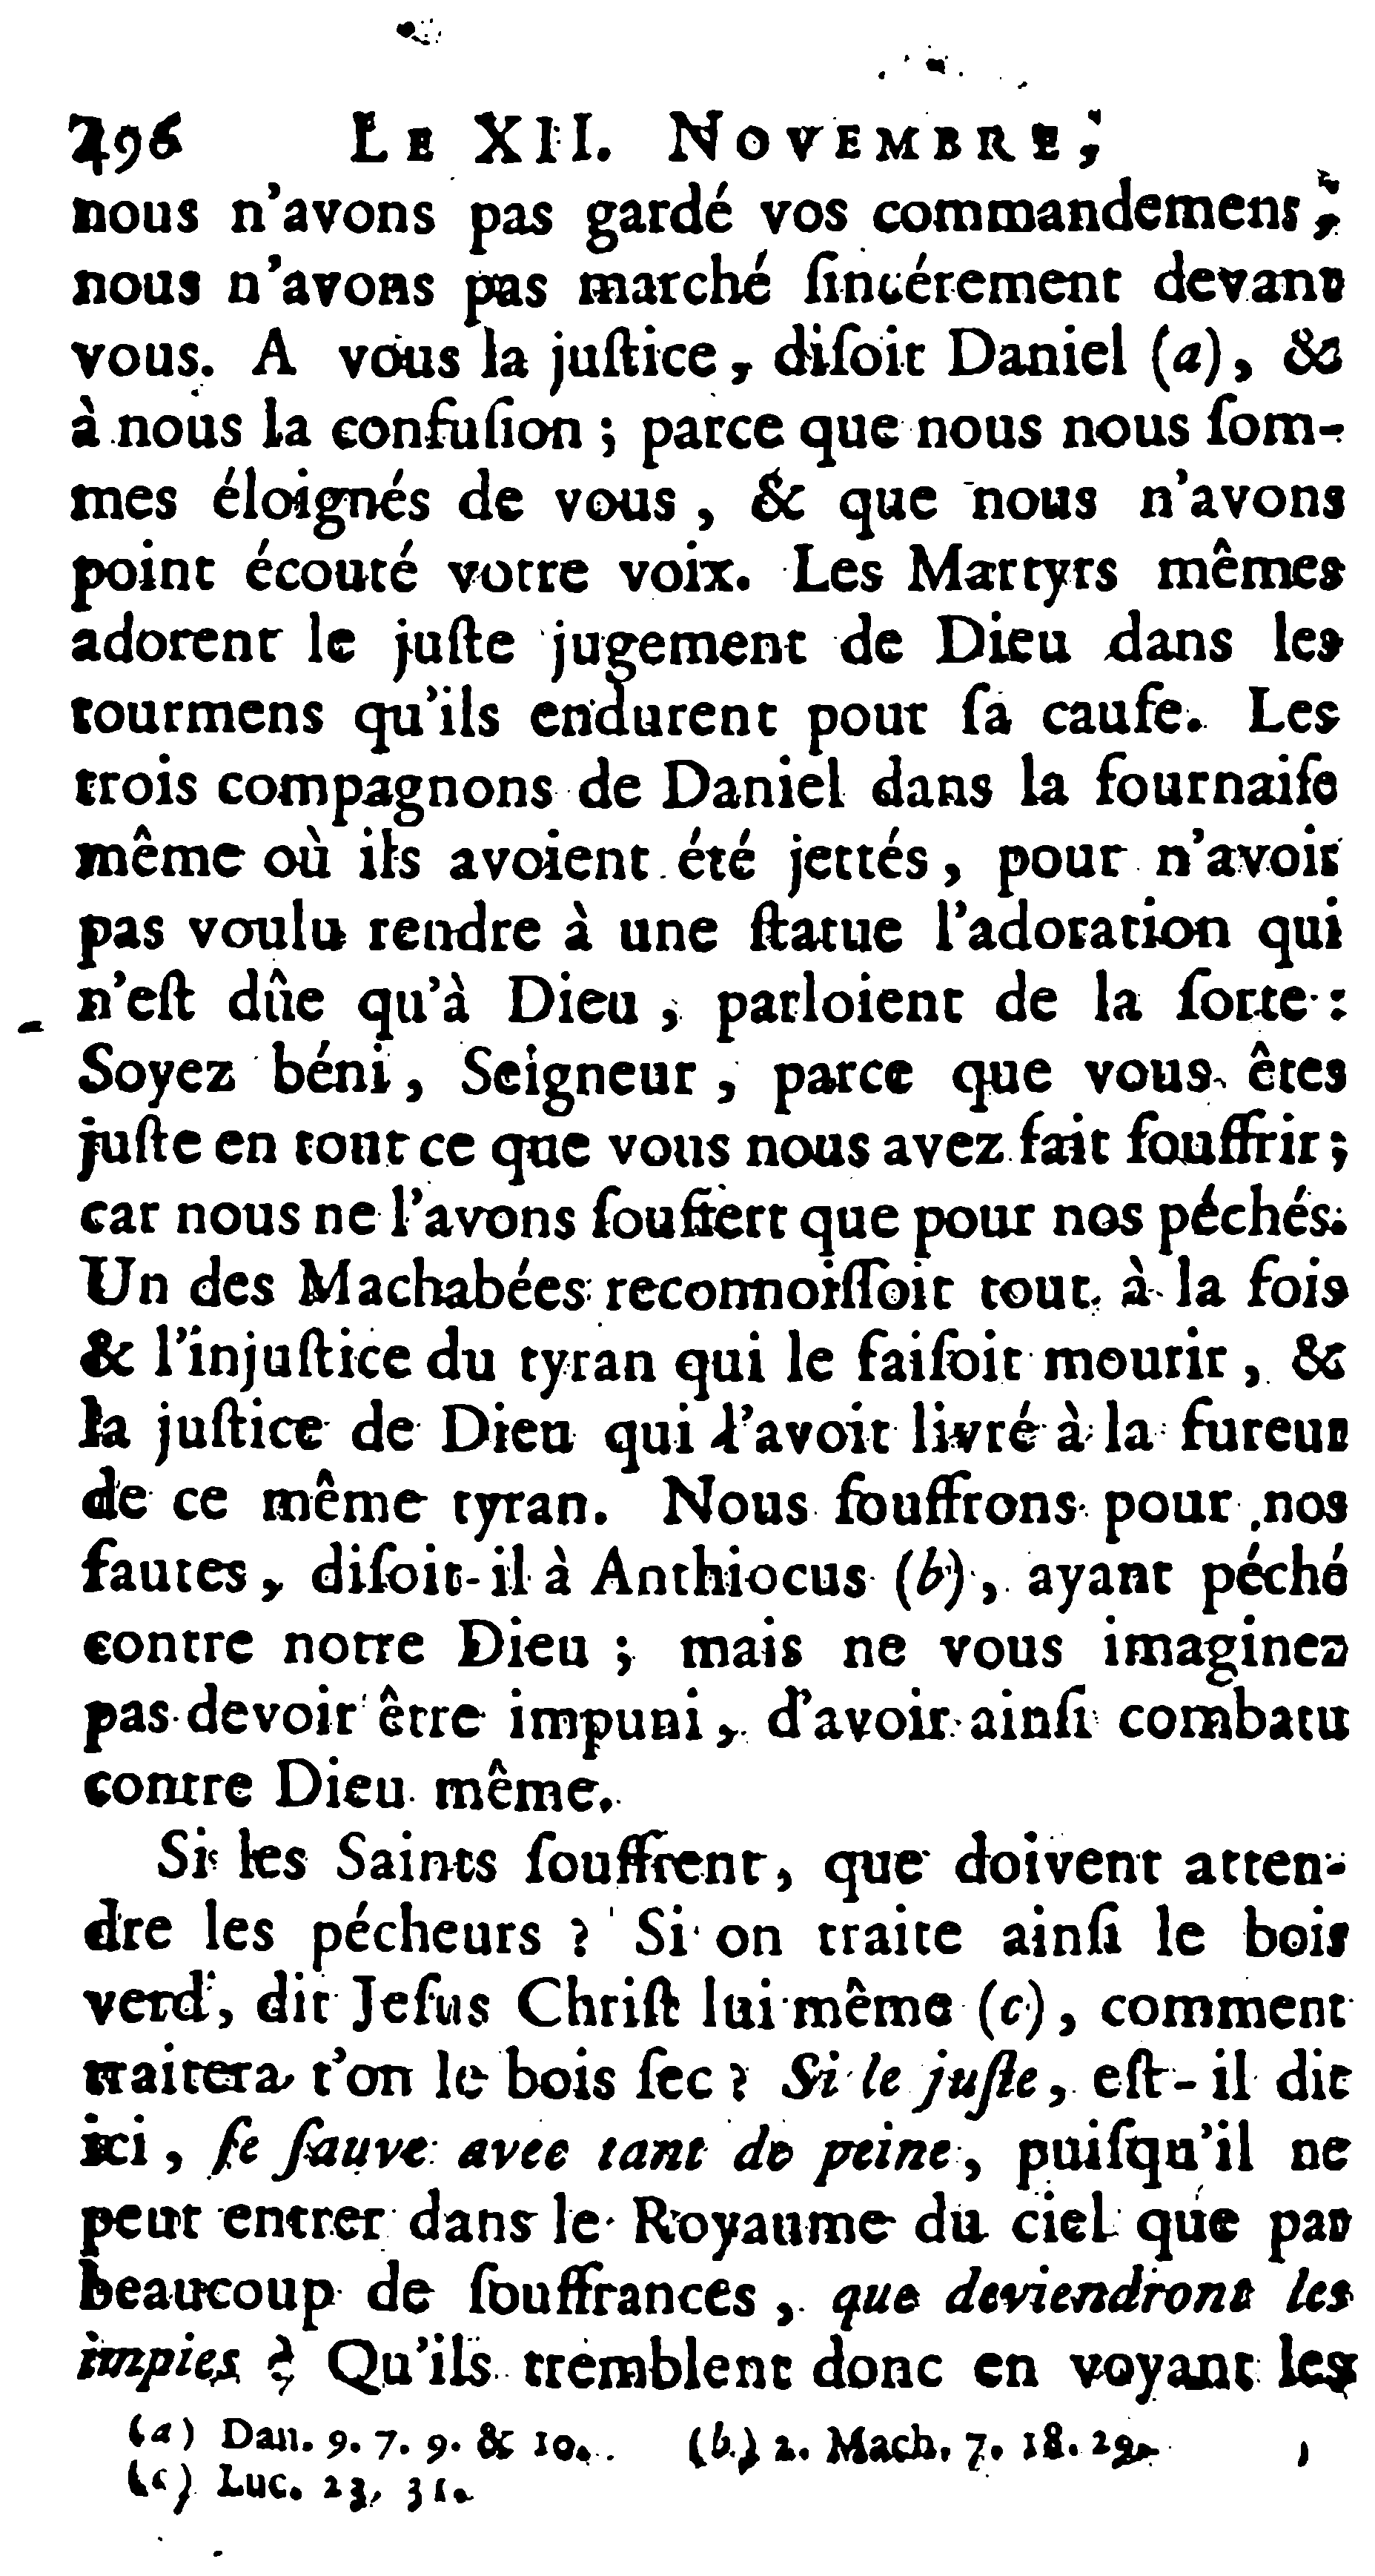 296 LE XII. NOVEMBRE,
nous n'avons pas gardé vos commandemens,
nous n'avons pas marché ſincérement devant
vous. A vous la juſtice, diſoit Daniel (a), &
à nous la confuſion ; parce que nous nous ſom-
mes éloignés de vous, & que nous n'avons
point écouté votre voix. Les Martyrs mêmes
adorent le juſte jugement de Dieu dans les
tourmens qu'ils endurent pour ſa cauſe. Les
trois compagnons de Daniel dans la fournaiſe
même où ils avoient été jettés, pour n'avoir
pas voulu rendre à une ſtatue l'adoration qui
n'eſt dûe qu'à Dieu, parloient de la ſorte :
Soyez béni, Seigneur, parce que vous êtes
juſte en tout ce que vous nous avez fait ſouffrir ;
car nous ne l'avons ſouffert que pour nos péchés.
Un des Machabées reconnoiſſoit tout à la fois
& l'injuſtice du tyran qui le faiſoit mourir, &
la juſtice de Dieu qui l'avoit livré à la fureur
de ce même tyran. Nous ſouffrons pour nos
fautes, diſoit-il à Anthiocus (b), ayant péché
contre notre Dieu ; mais ne vous imaginez
pas devoir être impuni, d'avoir ainſi combatu
contre Dieu même.
Si les Saints ſouffrent, que doivent atten-
dre les pécheurs ? Si on traite ainſi le bois
verd, dit Jeſus Chriſt lui même (c), comment
traitera t'on le bois ſec ? Si le juſte, eſt-il dit
ici, ſe ſauve avec tant de peine, puiſqu'il ne
peut entrer dans le Royaume du ciel que par
beaucoup de ſouffrances, que deviendront les
impies ? Qu'ils tremblent donc en voyant les
(a) Dan. 9. 7. 9. & 10. (b) 2. Mach. 7. 18. 19.
(c) Luc. 23, 31.